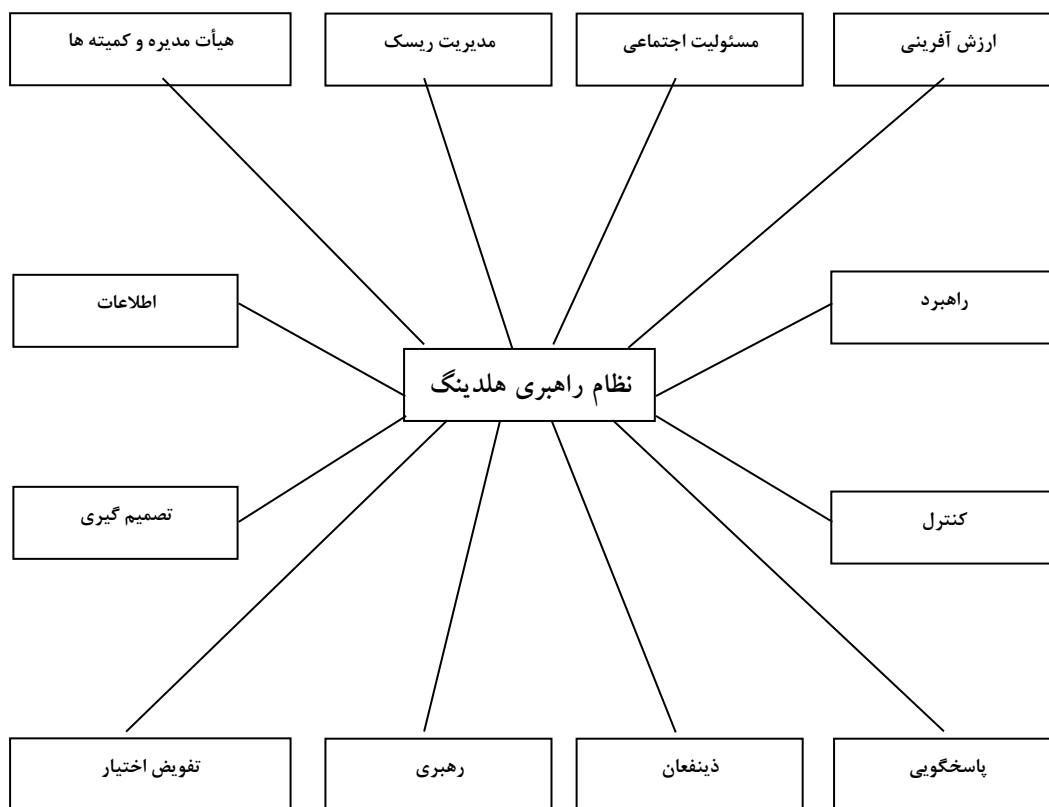 ارزش آفرینی
مسئولیت اجتماعی
مدیریت ریسک
هیأت مدیره و کمیته ها
راهبرد
اطلاعات
نظام راهبری هلدینگ
کنترل
تصمیم گیری
پاسخگویی
ذینفعان
رهبری
تفویض اختیار